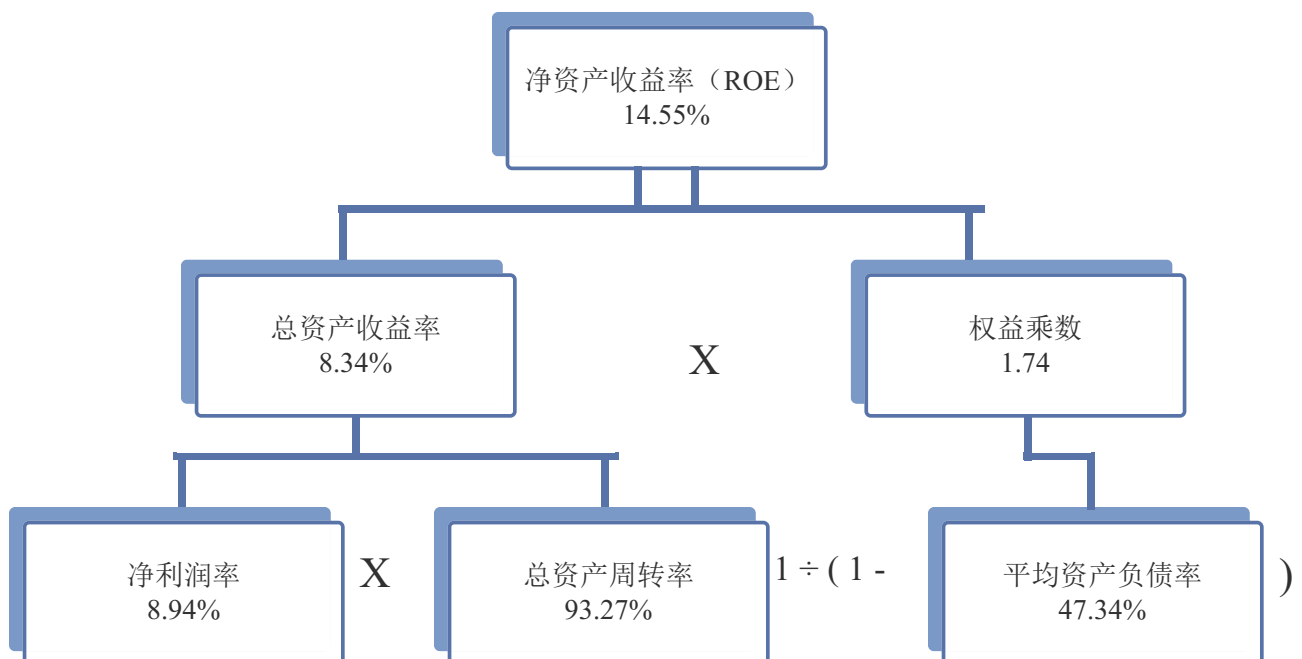 净资产收益率（ROE）
14.55%
总资产收益率
8.34%
X
权益乘数
1.74
净利润率
8.94%
X
总资产周转率
93.27%
1 ÷ ( 1 -
平均资产负债率
47.34%
)